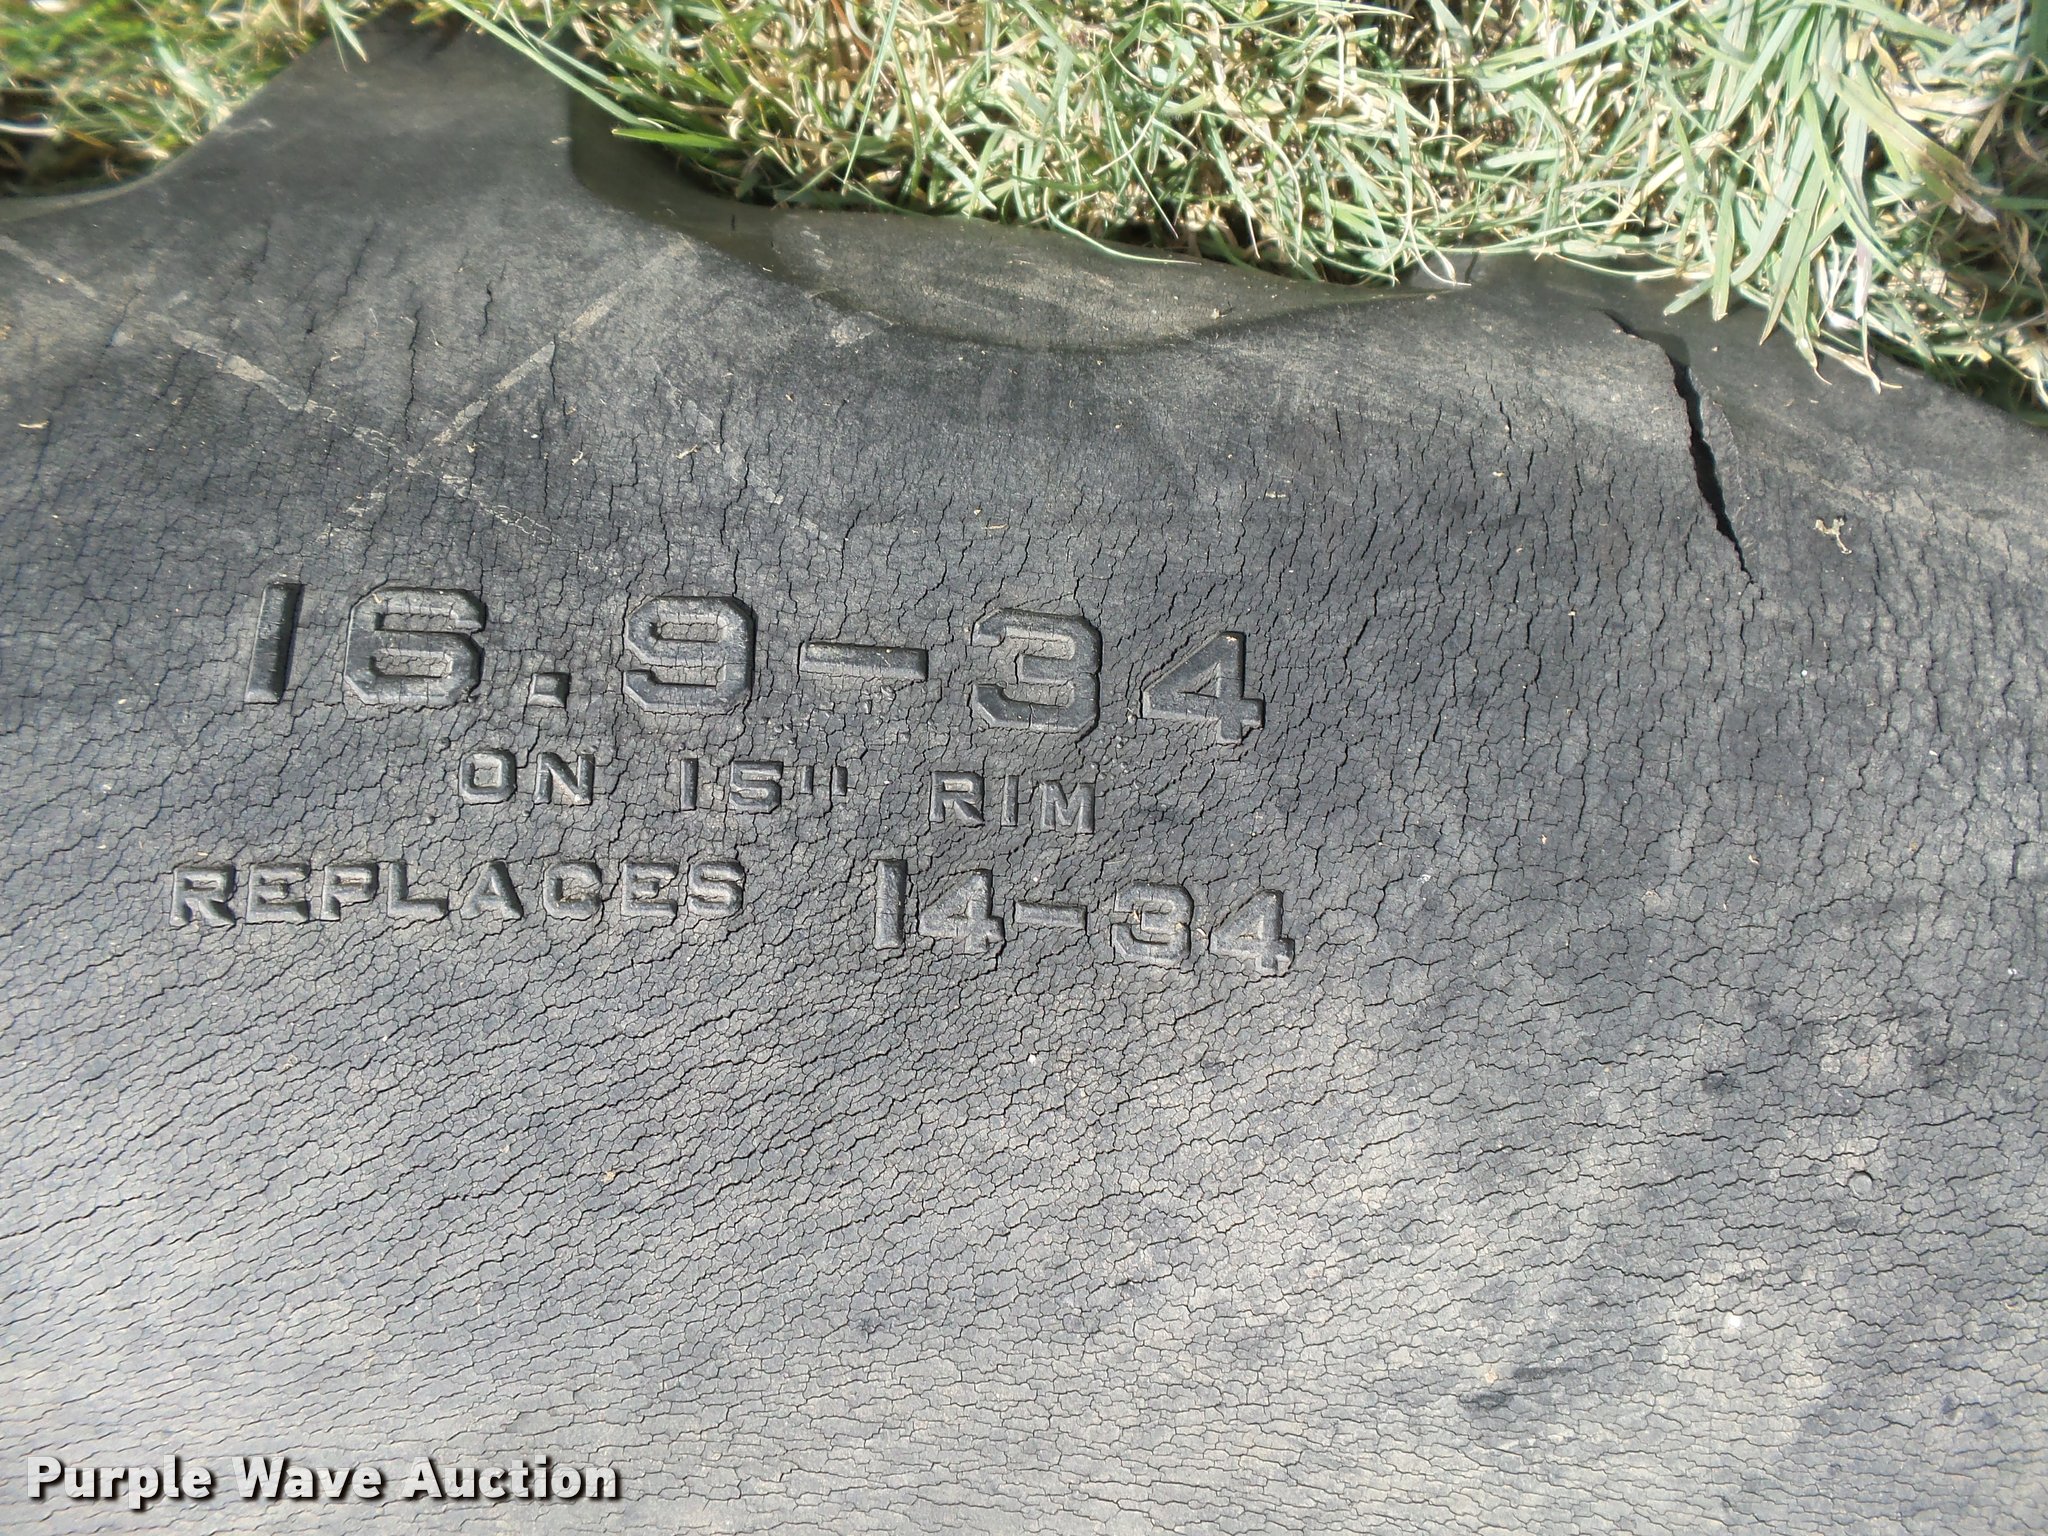 16.9-34
ON 15" RIM
REPLACES 14-34
Purple Wave Auction